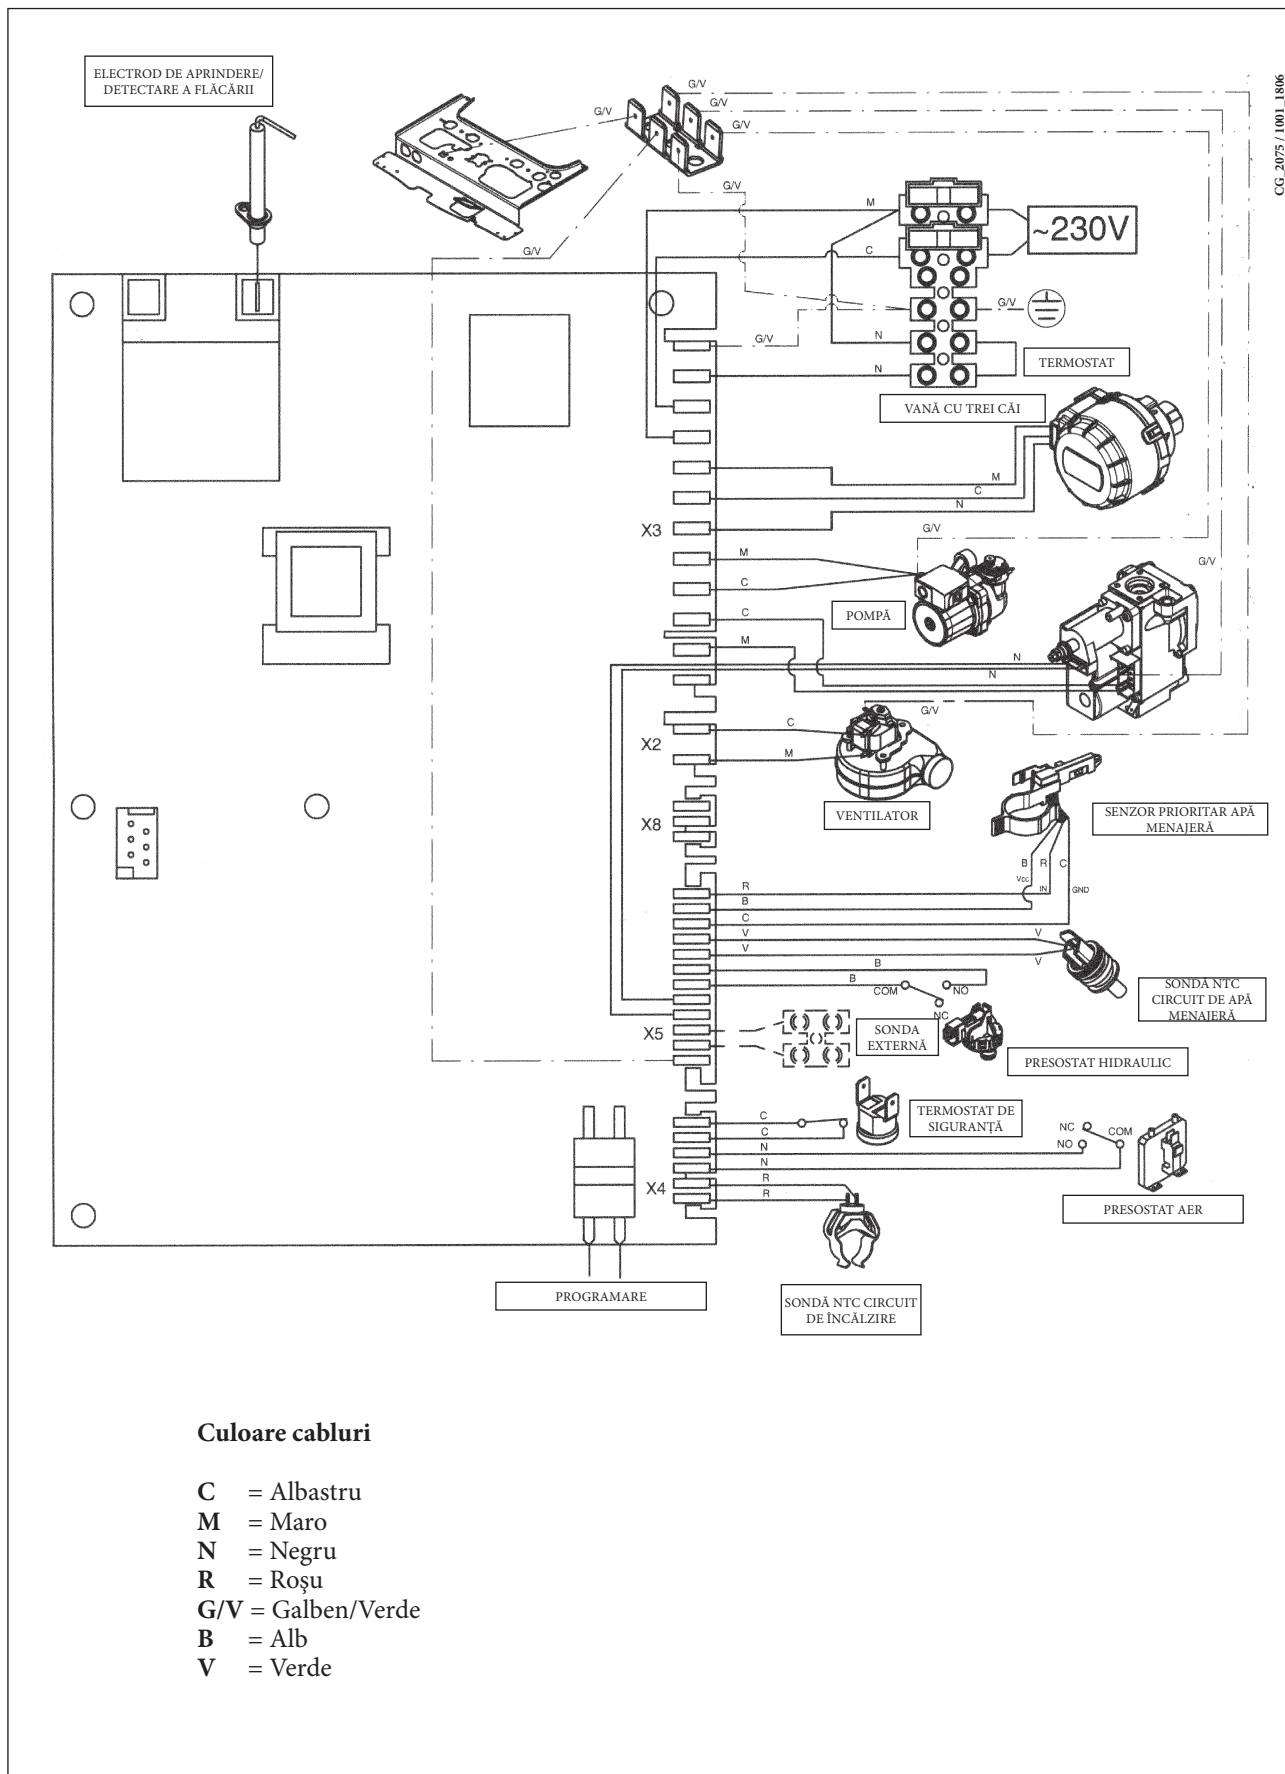 ELECTROD DE APRINDERE/
DETECTARE A FLĂCĂRII
CG_2075 / 1001_1806
G/V
G/V
G/V
G/V
G/V
G/V
M
~230V
C
G/V
G/V
N
TERMOSTAT
N
VANĂ CU TREI CĂI
M
C
N
X3
G/V
M
G/V
C
POMPĂ
C
M
N
N
G/V
C
X2
M
VENTILATOR
SENZOR PRIORITAR APĂ
MENAJERĂ
X8
B R C
Vcc
IN
GND
R
B
C
V
V
V
V
B
B
COM
NO
NC
SONDĂ NTC
CIRCUIT DE APĂ
MENAJERĂ
X5
SONDA
EXTERNĂ
PRESOSTAT HIDRAULIC
C
C
TERMOSTAT DE
SIGURANȚĂ
NC
COM
NO
N
N
R
R
X4
PRESOSTAT AER
PROGRAMARE
SONDĂ NTC CIRCUIT
DE ÎNCĂLZIRE
Culoare cabluri
C = Albastru
M = Maro
N = Negru
R = Roșu
G/V = Galben/Verde
B = Alb
V = Verde